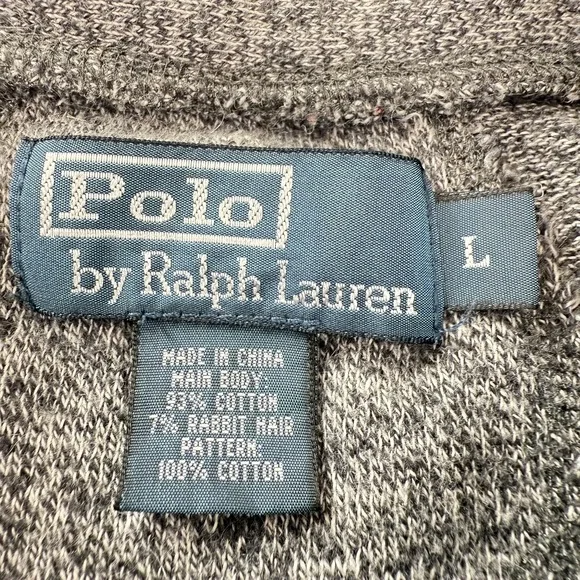 Polo
by Ralph Lauren
L
MADE IN CHINA
MAIN BODY:
93% COTTON
7% RABBIT HAIR
PATTERN:
100% COTTON